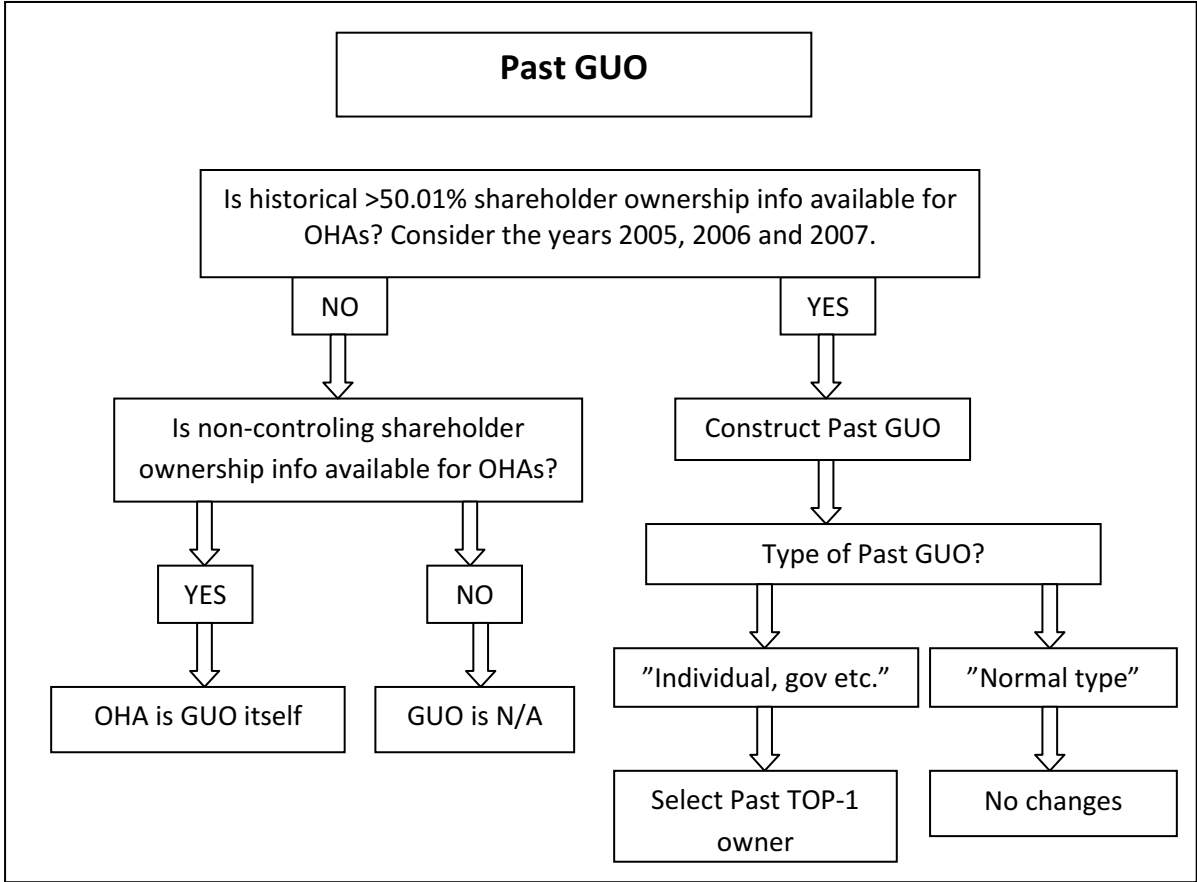 Past GUO
Is historical >50.01% shareholder ownership info available for
OHAs? Consider the years 2005, 2006 and 2007.
NO
YES
Is non-controling shareholder
ownership info available for OHAs?
Construct Past GUO
Type of Past GUO?
YES
NO
”Individual, gov etc.”
”Normal type”
OHA is GUO itself
GUO is N/A
Select Past TOP-1
owner
No changes